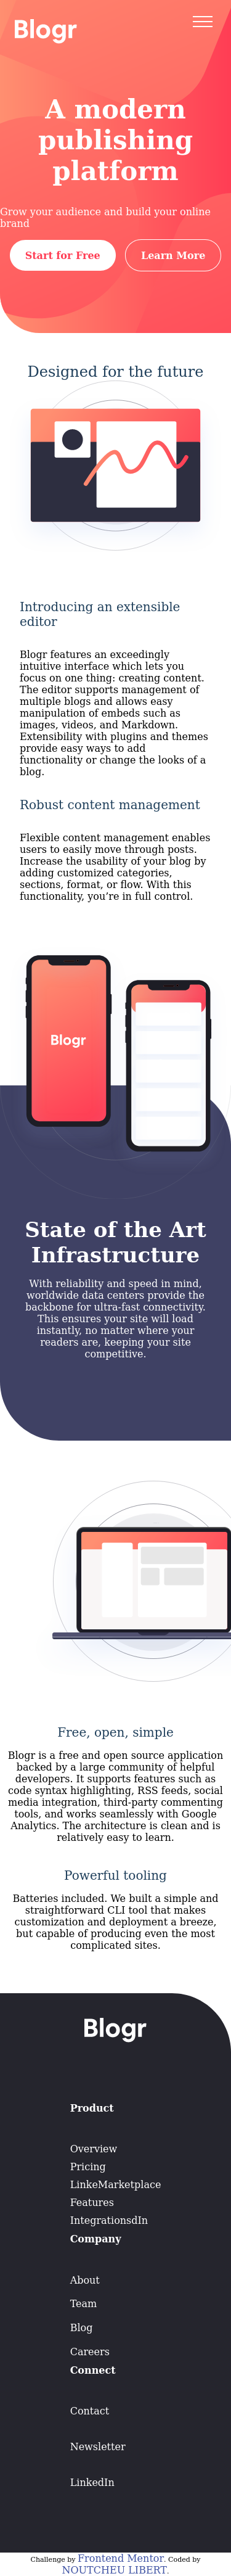 Blogr
A modern
publishing
platform
Grow your audience and build your online
brand
Start for Free
Learn More
Designed for the future
Introducing an extensible
editor
Blogr features an exceedingly
intuitive interface which lets you
focus on one thing: creating content.
The editor supports management of
multiple blogs and allows easy
manipulation of embeds such as
images, videos, and Markdown.
Extensibility with plugins and themes
provide easy ways to add
functionality or change the looks of a
blog.
Robust content management
Flexible content management enables
users to easily move through posts.
Increase the usability of your blog by
adding customized categories,
sections, format, or flow. With this
functionality, you’re in full control.
Blogr
State of the Art
Infrastructure
With reliability and speed in mind,
worldwide data centers provide the
backbone for ultra-fast connectivity.
This ensures your site will load
instantly, no matter where your
readers are, keeping your site
competitive.
Free, open, simple
Blogr is a free and open source application
backed by a large community of helpful
developers. It supports features such as
code syntax highlighting, RSS feeds, social
media integration, third-party commenting
tools, and works seamlessly with Google
Analytics. The architecture is clean and is
relatively easy to learn.
Powerful tooling
Batteries included. We built a simple and
straightforward CLI tool that makes
customization and deployment a breeze,
but capable of producing even the most
complicated sites.
Blogr
Product
Overview
Pricing
LinkeMarketplace
Features
IntegrationsdIn
Company
About
Team
Blog
Careers
Connect
Contact
Newsletter
LinkedIn
Challenge by Frontend Mentor. Coded by
NOUTCHEU LIBERT.